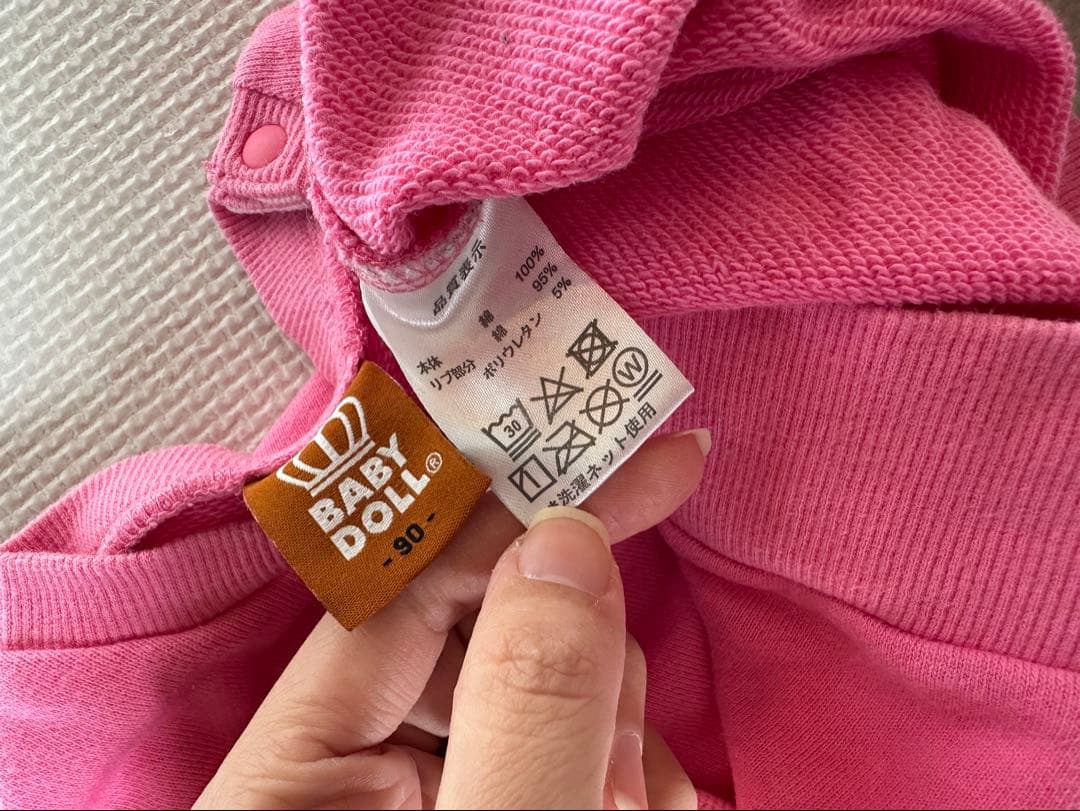 品質表示
本体 綿 100%
リブ部分 綿 95%
ポリウレタン 5%
30
W
洗濯ネット使用
BABY
DOLL®
- 90 -